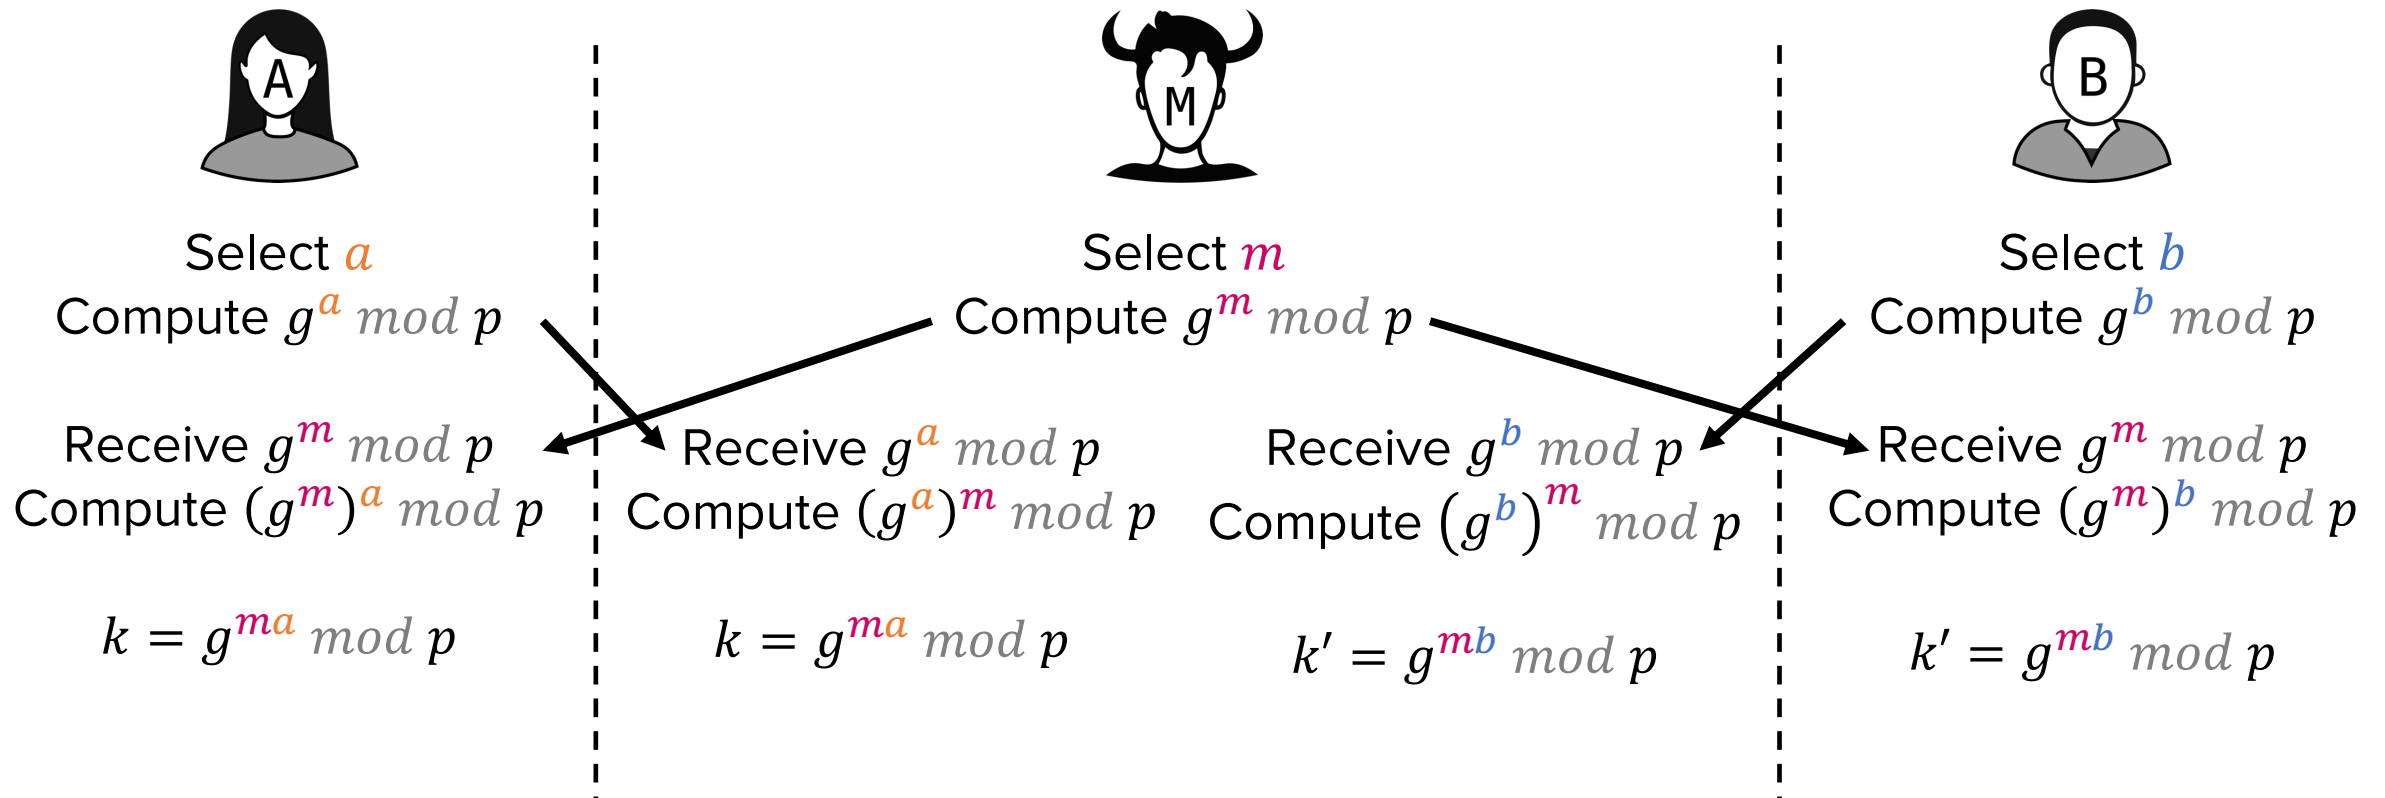 A
Select a
Compute g^a mod p
Receive g^m mod p
Compute (g^m)^a mod p
k = g^ma mod p
M
Select m
Compute g^m mod p
Receive g^a mod p
Compute (g^a)^m mod p
k = g^ma mod p
Receive g^b mod p
Compute (g^b)^m mod p
k′ = g^mb mod p
B
Select b
Compute g^b mod p
Receive g^m mod p
Compute (g^m)^b mod p
k′ = g^mb mod p